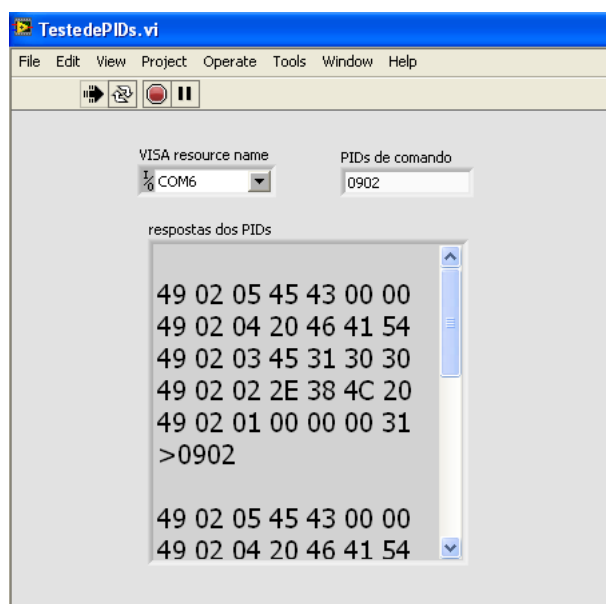 TestedePIDs.vi
File Edit View Project Operate Tools Window Help
VISA resource name
PIDs de comando
I/O COM6
0902
respostas dos PIDs
49 02 05 45 43 00 00
49 02 04 20 46 41 54
49 02 03 45 31 30 30
49 02 02 2E 38 4C 20
49 02 01 00 00 00 31
>0902
49 02 05 45 43 00 00
49 02 04 20 46 41 54